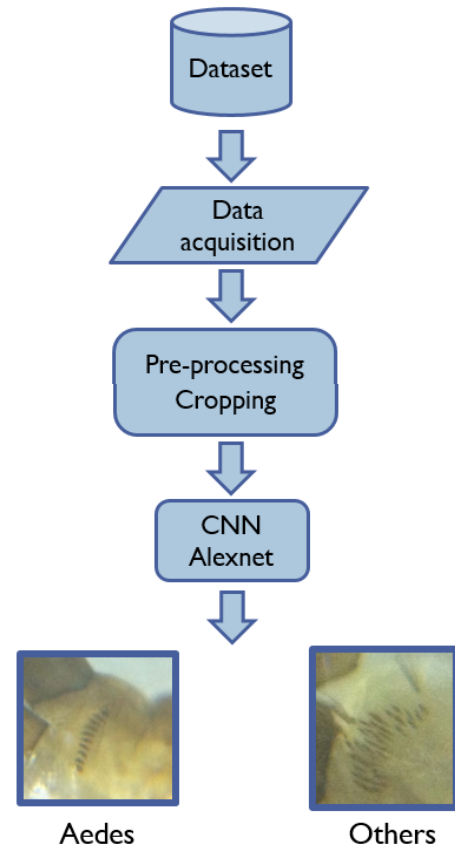 Dataset
Data
acquisition
Pre-processing
Cropping
CNN
Alexnet
Aedes
Others